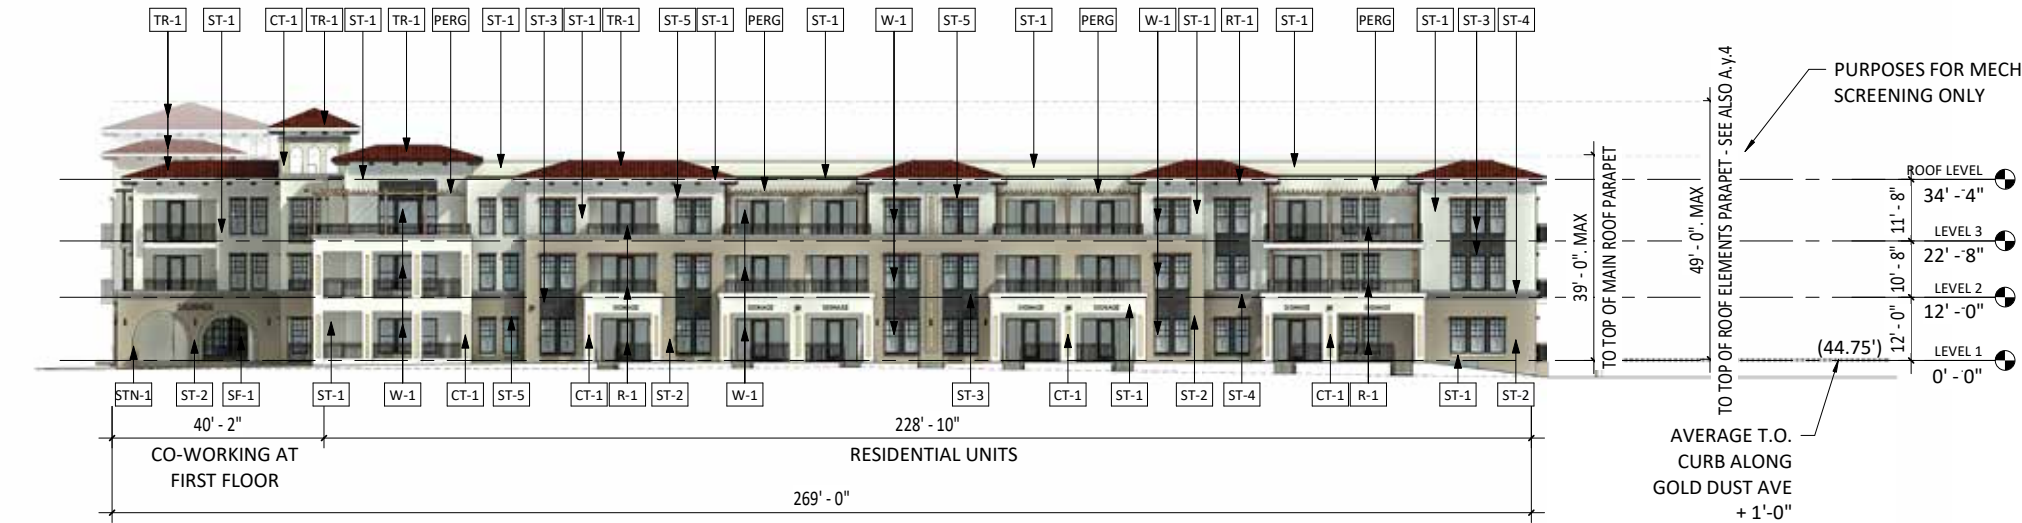 TR-1 ST-1 CT-1 TR-1 ST-1 TR-1 PERG ST-1 ST-3 ST-1 TR-1 ST-5 ST-1 PERG ST-1 W-1 ST-5 ST-1 PERG W-1 ST-1 RT-1 ST-1 PERG ST-1 ST-3 ST-4
PURPOSES FOR MECH
SCREENING ONLY
39' - 0". MAX
TO TOP OF MAIN ROOF PARAPET
49' - 0". MAX
TO TOP OF ROOF ELEMENTS PARAPET - SEE ALSO A.y.4
ROOF LEVEL
34' - 4"
11' - 8"
LEVEL 3
22' - 8"
10' - 8"
LEVEL 2
12' - 0"
12' - 0"
(44.75')
LEVEL 1
0' - 0"
SIGNAGE SIGNAGE SIGNAGE SIGNAGE SIGNAGE SIGNAGE SIGNAGE
STN-1 ST-2 SF-1 ST-1 W-1 CT-1 ST-5 CT-1 R-1 ST-2 W-1 ST-3 CT-1 ST-1 ST-2 ST-4 CT-1 R-1 ST-1 ST-2
40' - 2" 228' - 10"
CO-WORKING AT
FIRST FLOOR
RESIDENTIAL UNITS
269' - 0"
AVERAGE T.O.
CURB ALONG
GOLD DUST AVE
+ 1'-0"